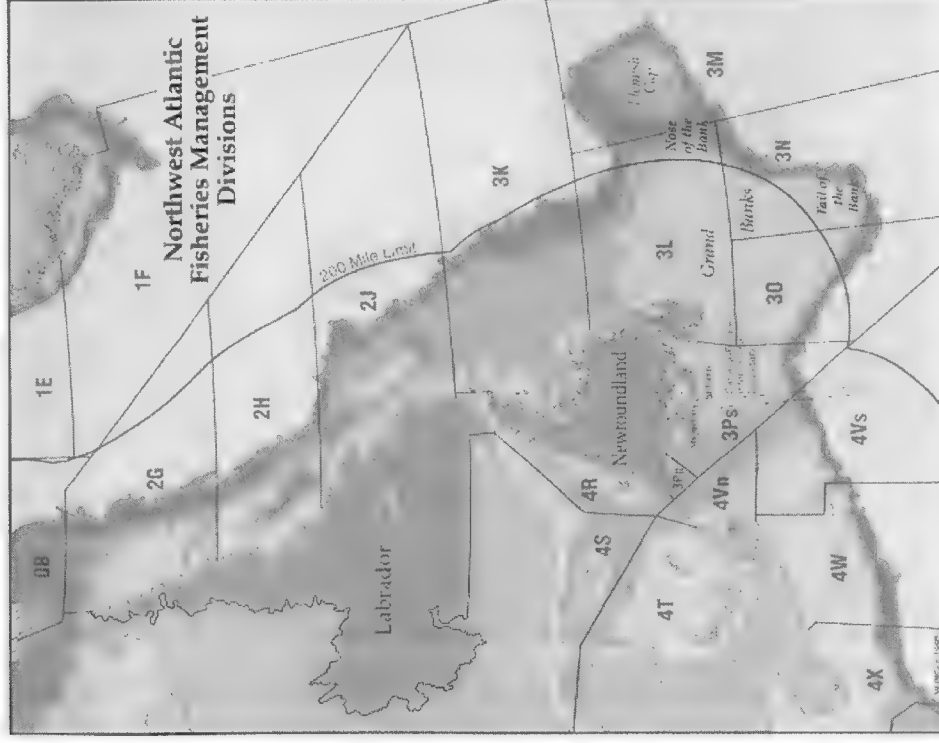 Northwest Atlantic
Fisheries Management
Divisions
0B
1E
1F
2G
2H
200 Mile Limit
2J
3K
Labrador
Newfoundland
3L
Grand
Banks
Nose
of the
Bank
Flemish
Cap
3M
3N
Tail of
the
Bank
3O
4R
4S
3Pn
3Ps
4Vn
4Vs
4T
4W
4X